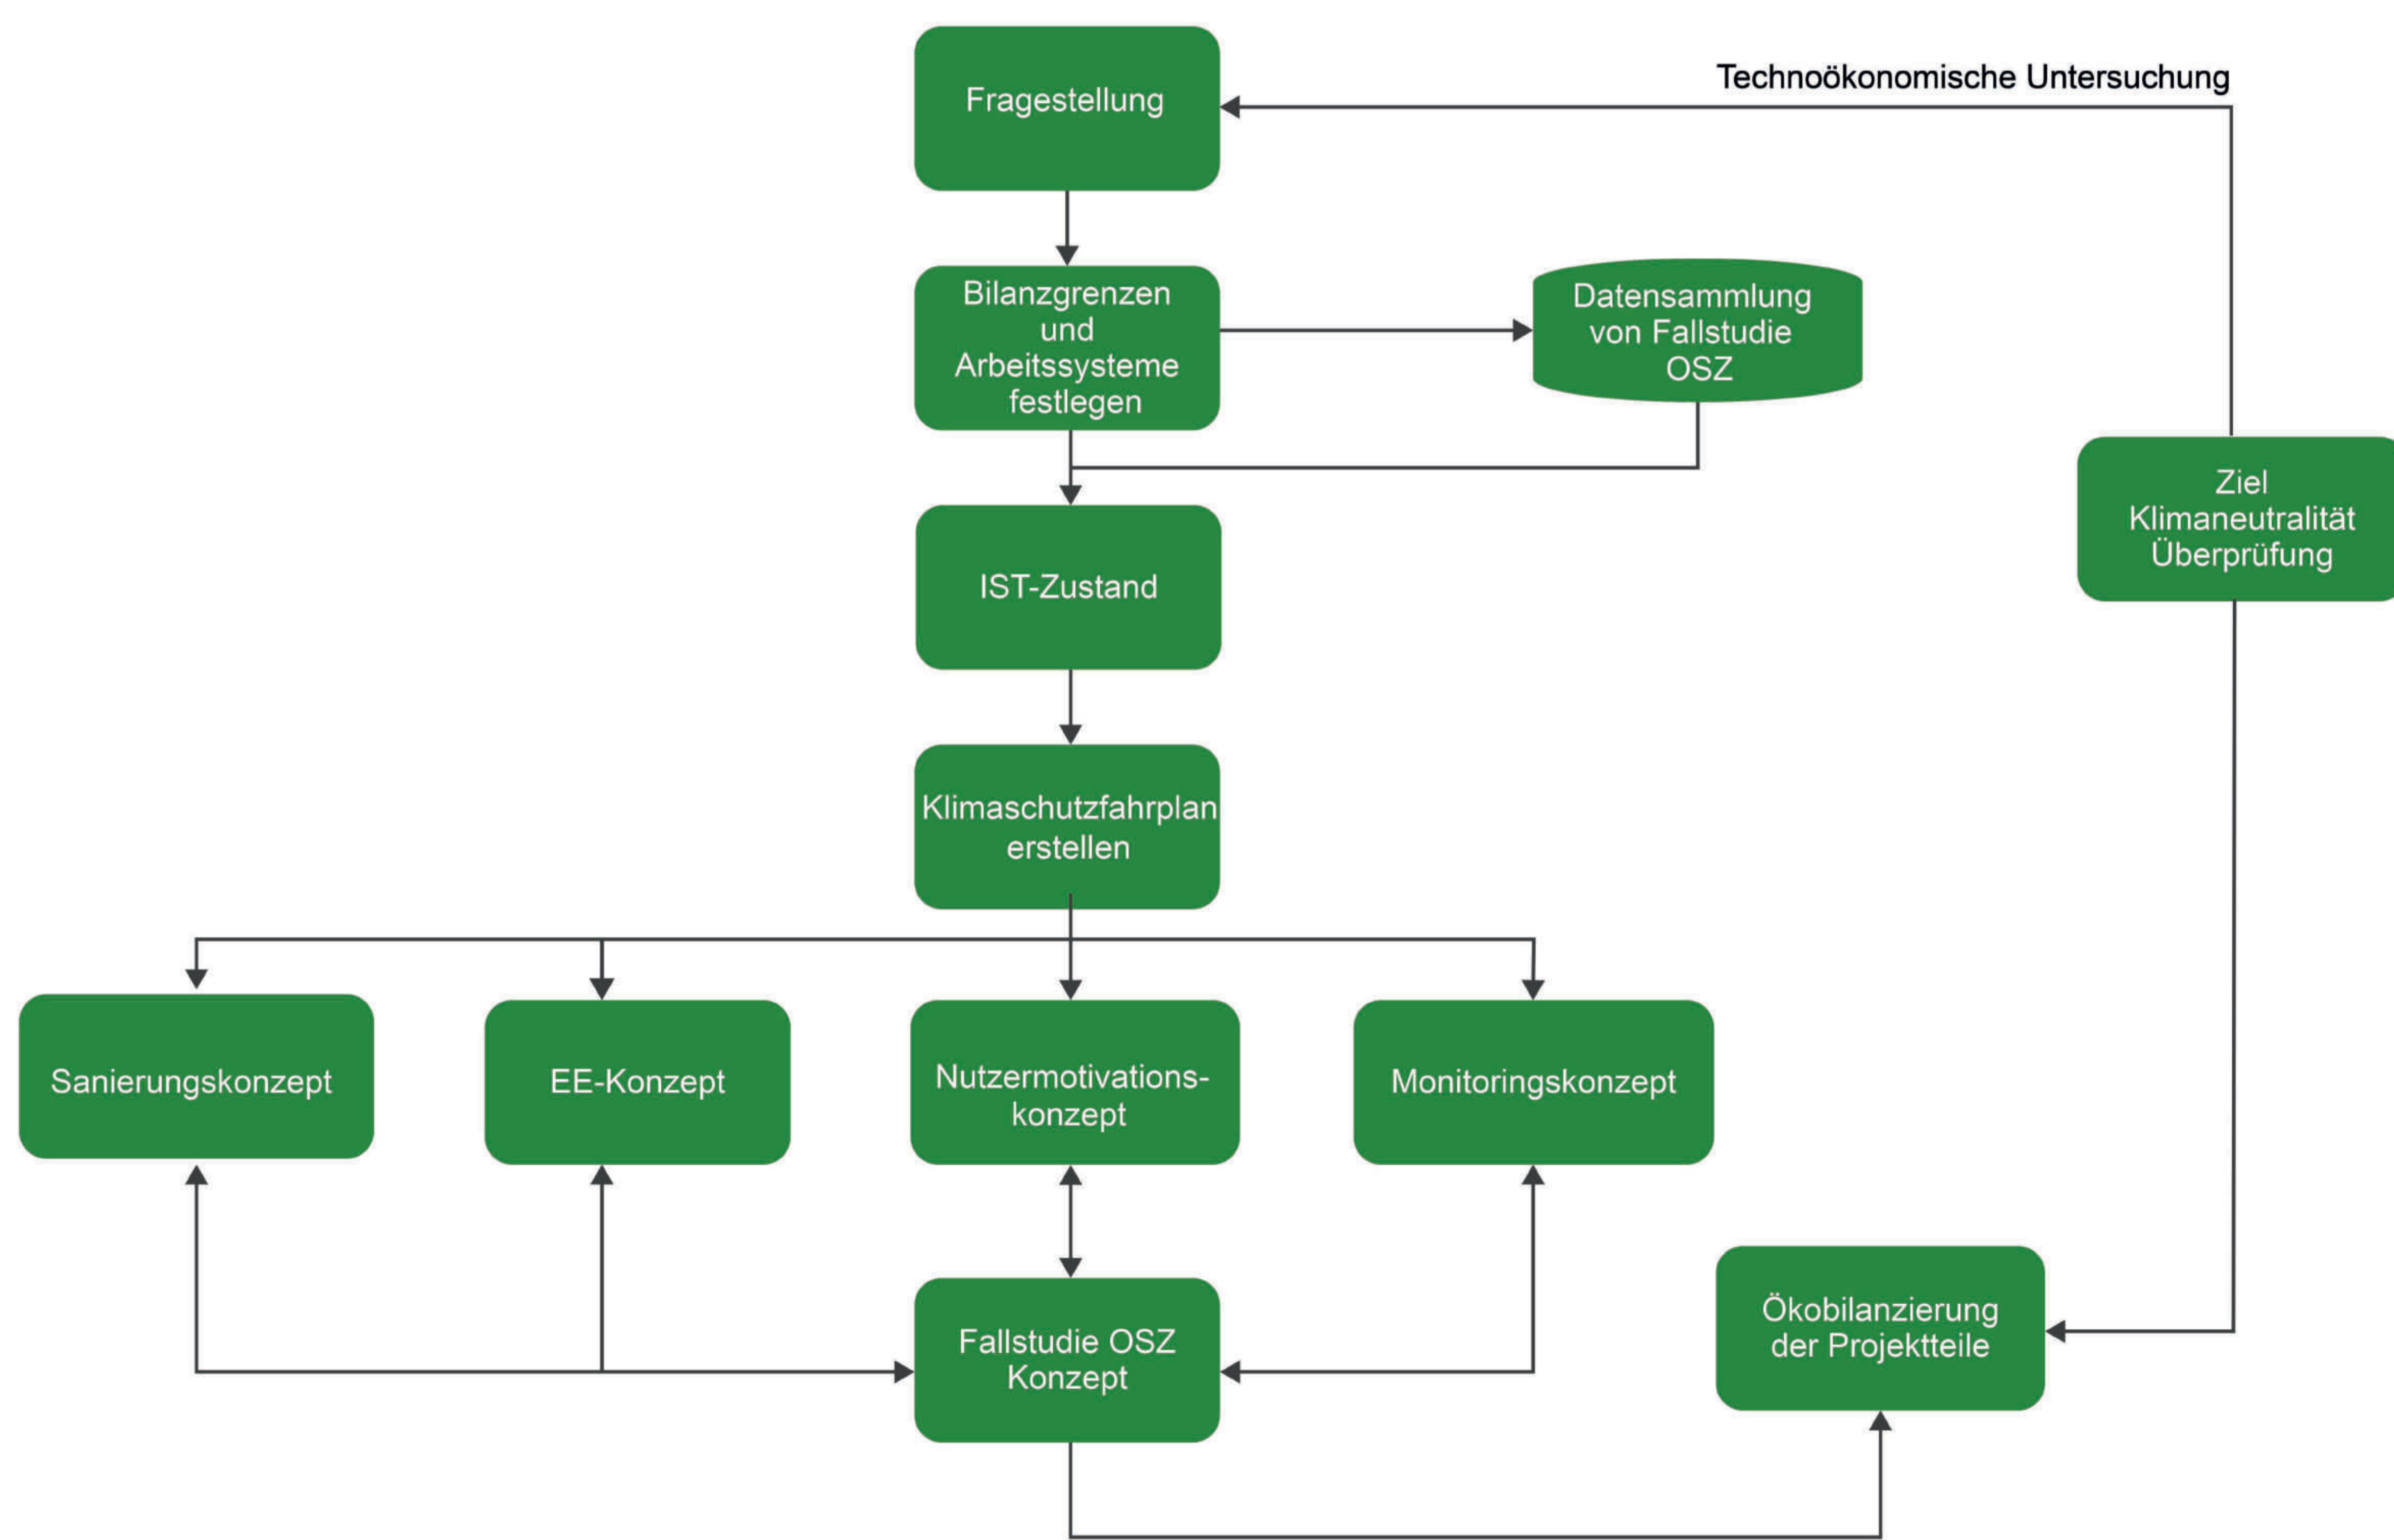 Fragestellung
Technoökonomische Untersuchung
Bilanzgrenzen
und
Arbeitssysteme
festlegen
Datensammlung
von Fallstudie
OSZ
Ziel
Klimaneutralität
Überprüfung
IST-Zustand
Klimaschutzfahrplan
erstellen
Sanierungskonzept
EE-Konzept
Nutzermotivations-
konzept
Monitoringskonzept
Fallstudie OSZ
Konzept
Ökobilanzierung
der Projektteile